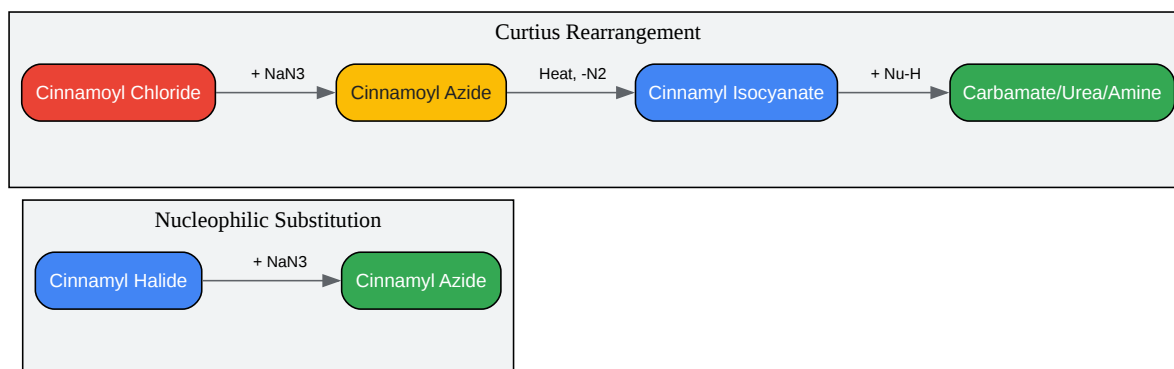 Curtius Rearrangement
Cinnamoyl Chloride
+ NaN3
Cinnamoyl Azide
Heat, -N2
Cinnamyl Isocyanate
+ Nu-H
Carbamate/Urea/Amine
Nucleophilic Substitution
Cinnamyl Halide
+ NaN3
Cinnamyl Azide